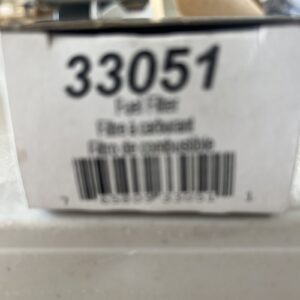 33051
Fuel Filter
Filtre à carburant
Filtro de combustible